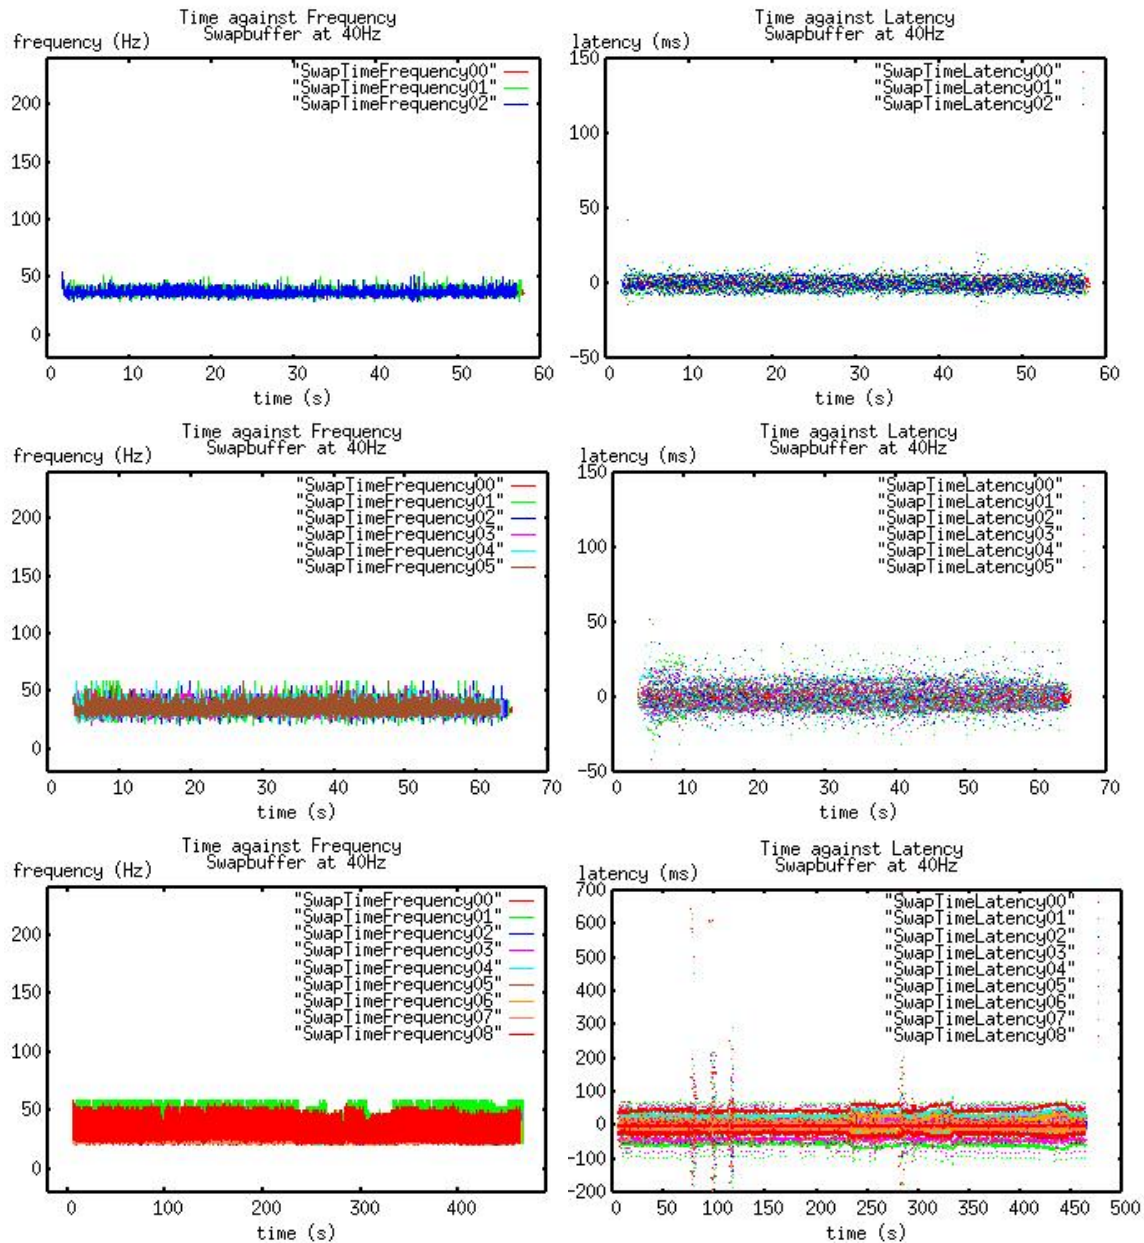 Time against Frequency
Swapbuffer at 40Hz
frequency (Hz)
"SwapTimeFrequency00"
"SwapTimeFrequency01"
"SwapTimeFrequency02"
200
150
100
50
0
0 10 20 30 40 50 60
time (s)
Time against Latency
Swapbuffer at 40Hz
latency (ms)
150
"SwapTimeLatency00"
"SwapTimeLatency01"
"SwapTimeLatency02"
100
50
0
-50
0 10 20 30 40 50 60
time (s)
Time against Frequency
Swapbuffer at 40Hz
frequency (Hz)
"SwapTimeFrequency00"
"SwapTimeFrequency01"
"SwapTimeFrequency02"
"SwapTimeFrequency03"
"SwapTimeFrequency04"
"SwapTimeFrequency05"
200
150
100
50
0
0 10 20 30 40 50 60 70
time (s)
Time against Latency
Swapbuffer at 40Hz
latency (ms)
150
"SwapTimeLatency00"
"SwapTimeLatency01"
"SwapTimeLatency02"
"SwapTimeLatency03"
"SwapTimeLatency04"
"SwapTimeLatency05"
100
50
0
-50
0 10 20 30 40 50 60 70
time (s)
Time against Frequency
Swapbuffer at 40Hz
frequency (Hz)
"SwapTimeFrequency00"
"SwapTimeFrequency01"
"SwapTimeFrequency02"
"SwapTimeFrequency03"
"SwapTimeFrequency04"
"SwapTimeFrequency05"
"SwapTimeFrequency06"
"SwapTimeFrequency07"
"SwapTimeFrequency08"
200
150
100
50
0
0 100 200 300 400
time (s)
Time against Latency
Swapbuffer at 40Hz
latency (ms)
700
"SwapTimeLatency00"
"SwapTimeLatency01"
"SwapTimeLatency02"
"SwapTimeLatency03"
"SwapTimeLatency04"
"SwapTimeLatency05"
"SwapTimeLatency06"
"SwapTimeLatency07"
"SwapTimeLatency08"
600
500
400
300
200
100
0
-100
-200
0 50 100 150 200 250 300 350 400 450 500
time (s)